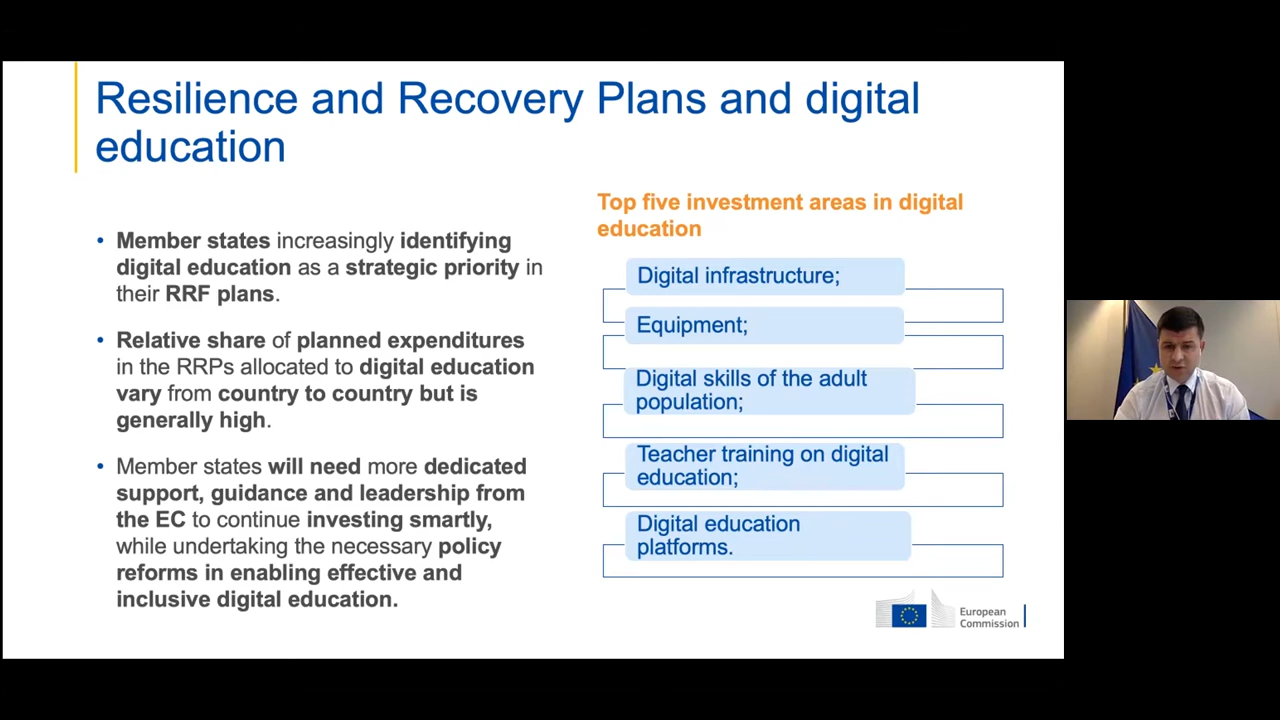 Resilience and Recovery Plans and digital
education
• Member states increasingly identifying
digital education as a strategic priority in
their RRF plans.
• Relative share of planned expenditures
in the RRPs allocated to digital education
vary from country to country but is
generally high.
• Member states will need more dedicated
support, guidance and leadership from
the EC to continue investing smartly,
while undertaking the necessary policy
reforms in enabling effective and
inclusive digital education.
Top five investment areas in digital
education
Digital infrastructure;
Equipment;
Digital skills of the adult
population;
Teacher training on digital
education;
Digital education
platforms.
European
Commission